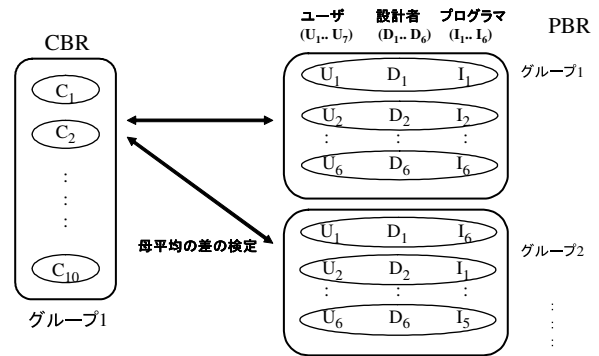 ユーザ 設計者 プログラマ
(U1.. U7) (D1.. D6) (I1.. I6)
PBR
CBR
C1
C2
:
:
C10
グループ1
母平均の差の検定
U1 D1 I1
U2 D2 I2
: : :
U6 D6 I6
グループ1
U1 D1 I6
U2 D2 I1
: : :
U6 D6 I5
グループ2
:
: